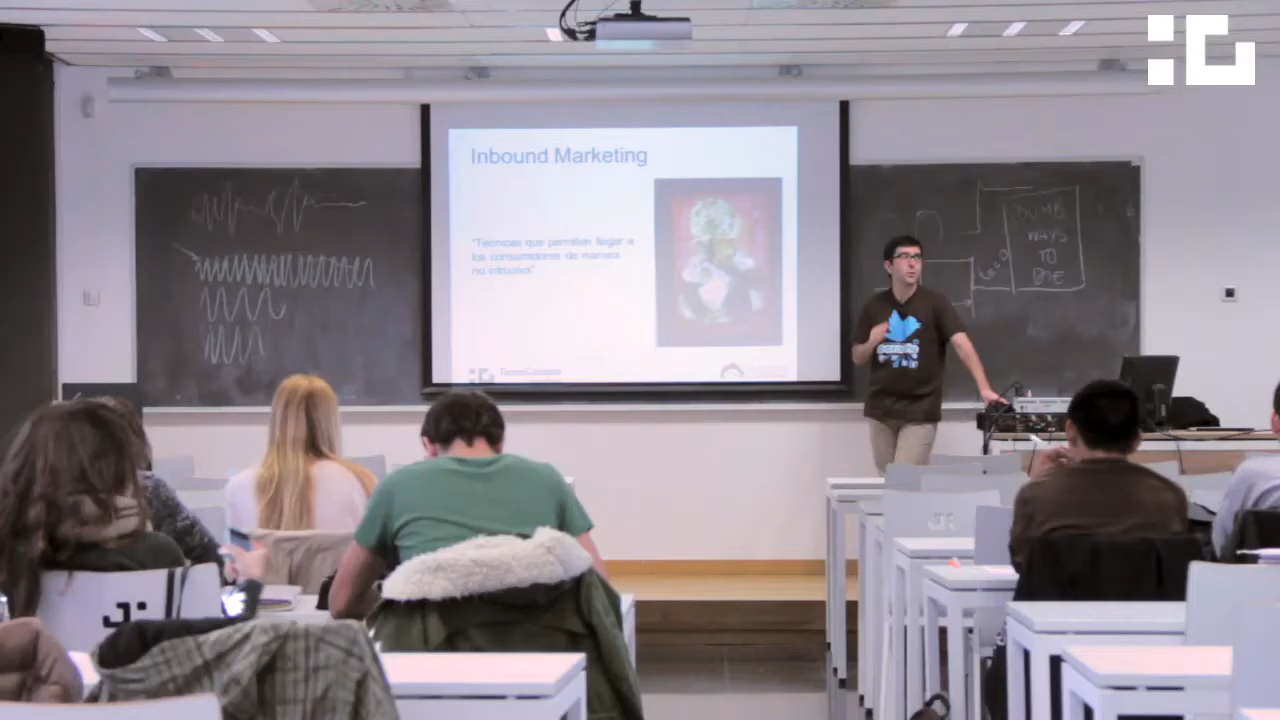 Inbound Marketing
"Técnicas que permiten llegar a
los consumidores de manera
no intrusiva"
DUMB
WAYS
TO
DIE